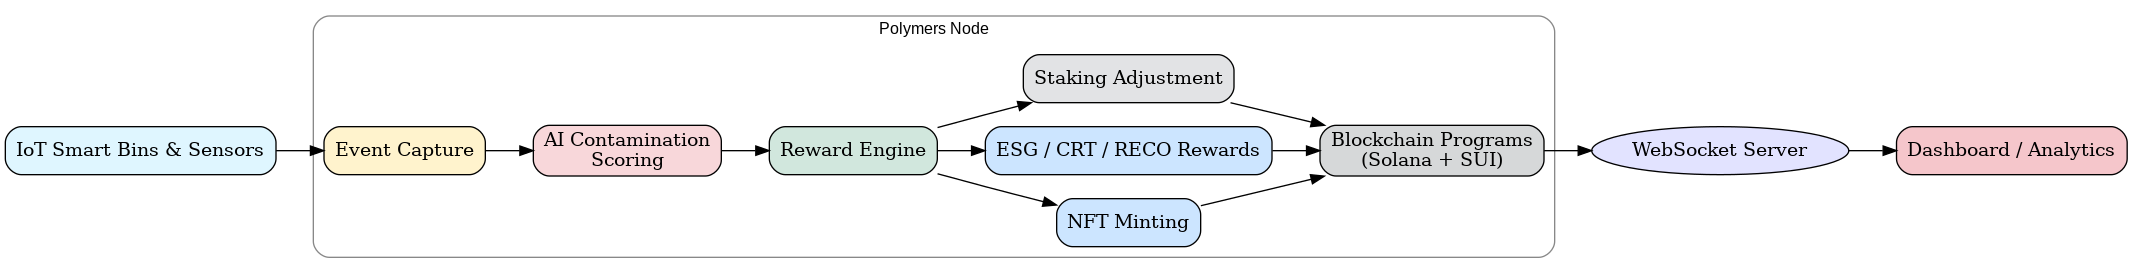 Polymers Node
IoT Smart Bins & Sensors
Event Capture
AI Contamination
Scoring
Reward Engine
Staking Adjustment
ESG / CRT / RECO Rewards
NFT Minting
Blockchain Programs
(Solana + SUI)
WebSocket Server
Dashboard / Analytics